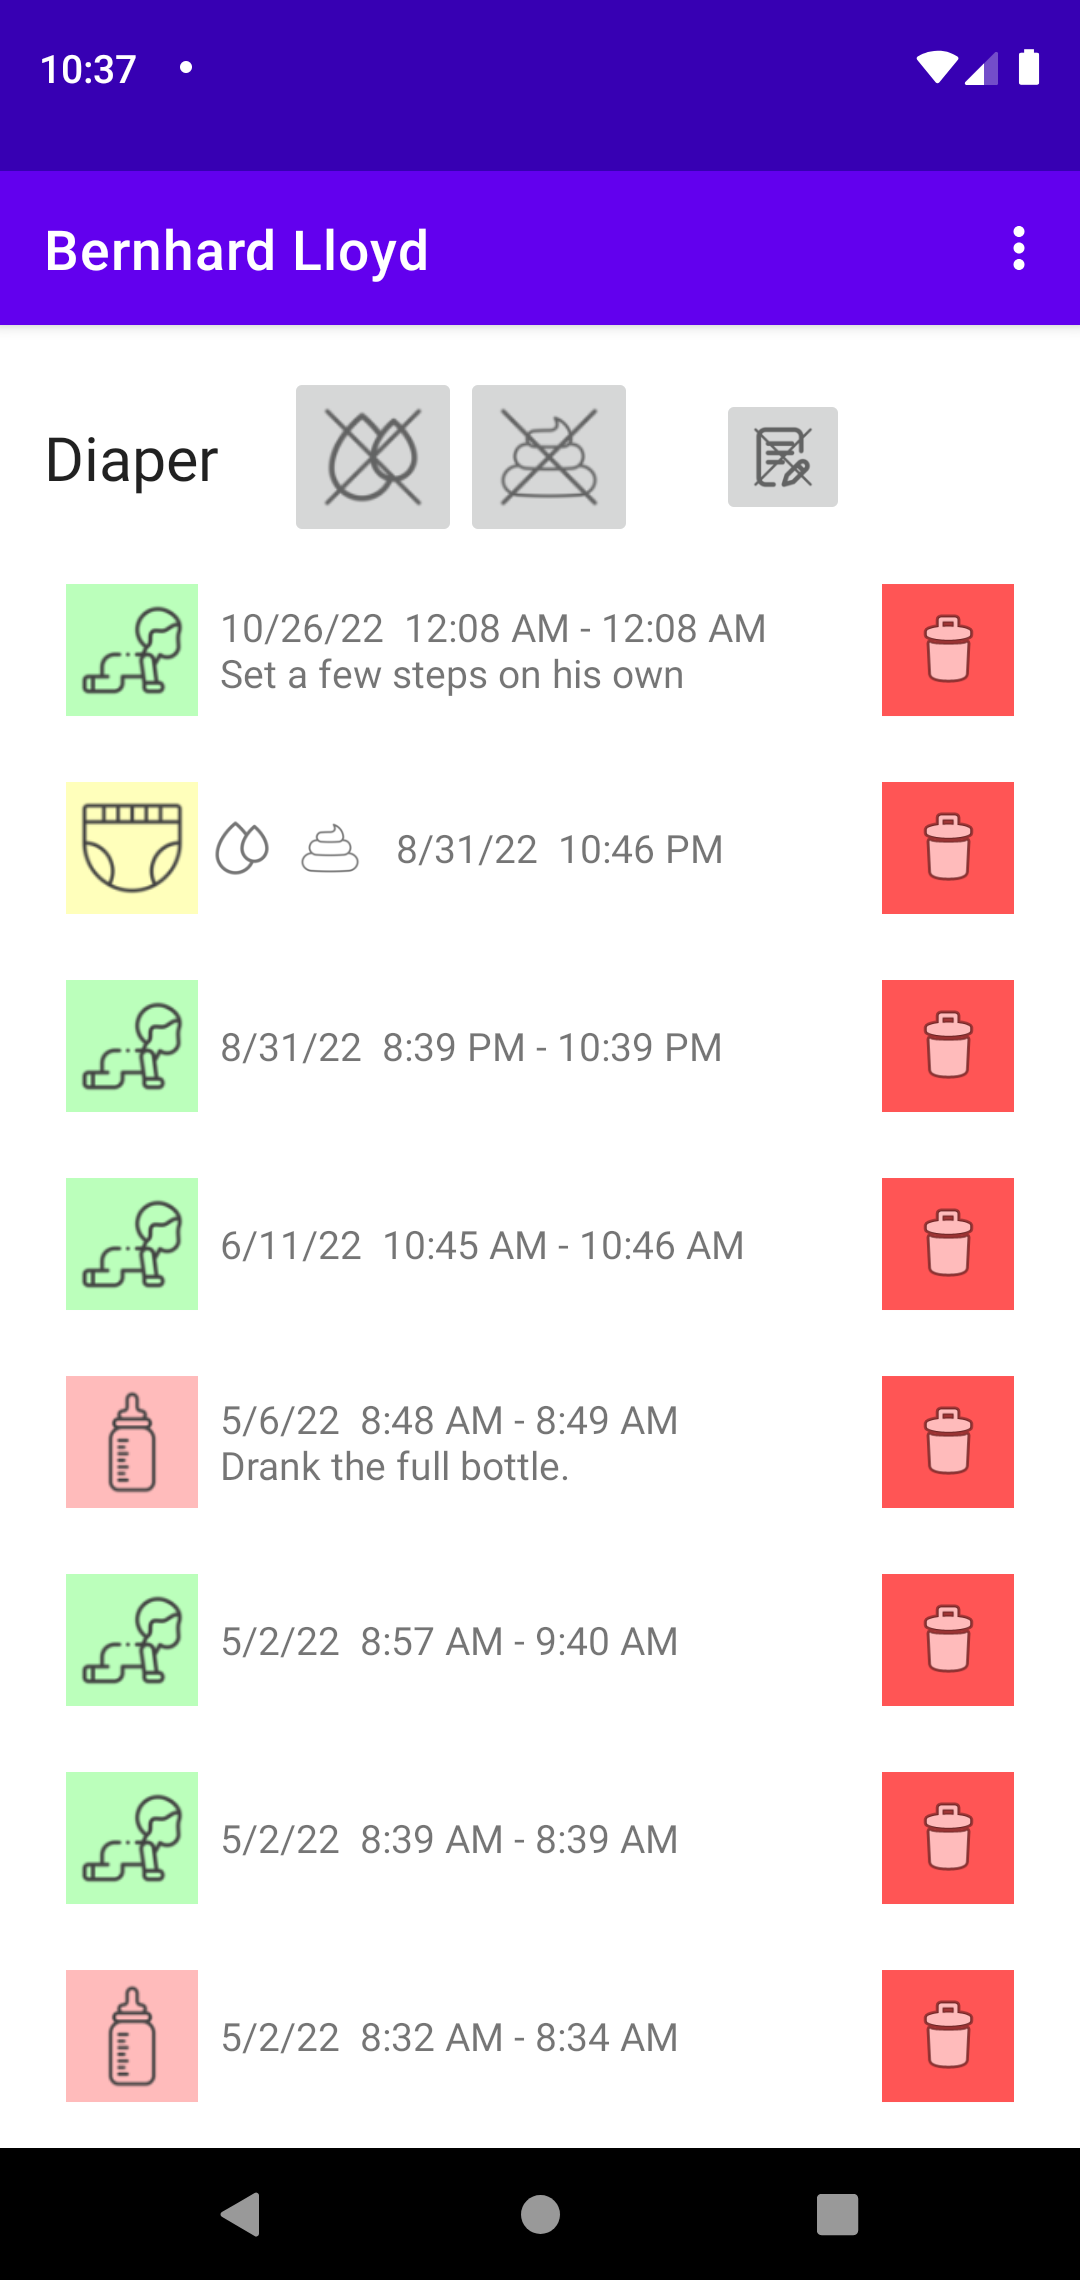 10:37
Bernhard Lloyd
Diaper
10/26/22  12:08 AM - 12:08 AM
Set a few steps on his own
8/31/22  10:46 PM
8/31/22  8:39 PM - 10:39 PM
6/11/22  10:45 AM - 10:46 AM
5/6/22  8:48 AM - 8:49 AM
Drank the full bottle.
5/2/22  8:57 AM - 9:40 AM
5/2/22  8:39 AM - 8:39 AM
5/2/22  8:32 AM - 8:34 AM